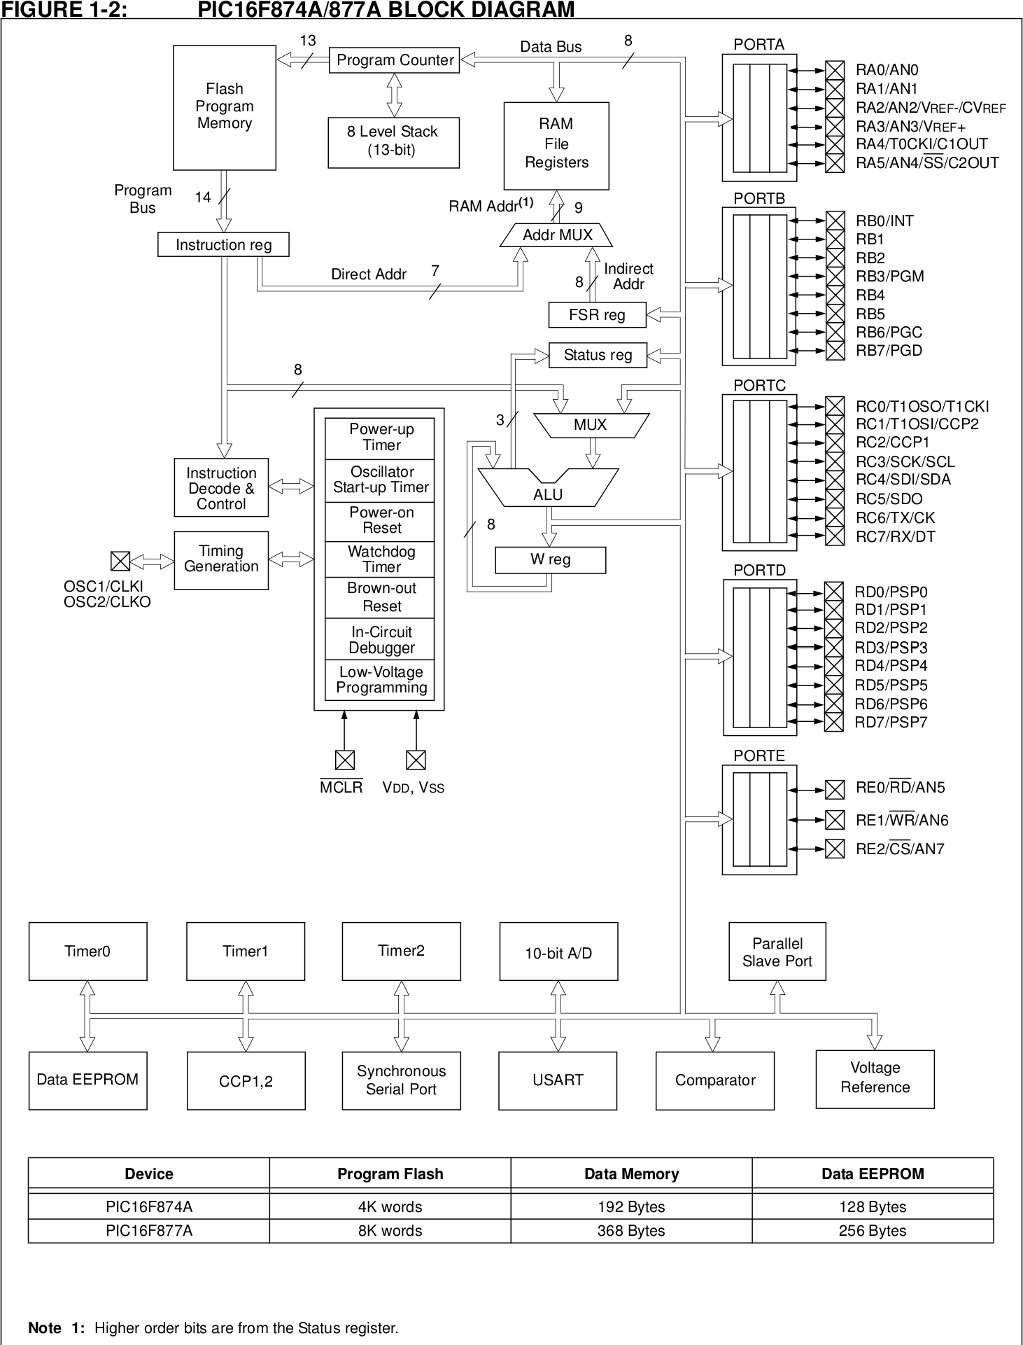 FIGURE 1-2: PIC16F874A/877A BLOCK DIAGRAM
13
Data Bus
8
Program Counter
Flash
Program
Memory
8 Level Stack
(13-bit)
RAM
File
Registers
Program
Bus
14
RAM Addr(1)
9
Addr MUX
Instruction reg
Direct Addr
7
Indirect
Addr
8
FSR reg
Status reg
8
3
MUX
ALU
8
W reg
Power-up
Timer
Oscillator
Start-up Timer
Power-on
Reset
Watchdog
Timer
Brown-out
Reset
In-Circuit
Debugger
Low-Voltage
Programming
Instruction
Decode &
Control
Timing
Generation
OSC1/CLKI
OSC2/CLKO
MCLR
VDD, VSS
PORTA
RA0/AN0
RA1/AN1
RA2/AN2/VREF-/CVREF
RA3/AN3/VREF+
RA4/T0CKI/C1OUT
RA5/AN4/SS/C2OUT
PORTB
RB0/INT
RB1
RB2
RB3/PGM
RB4
RB5
RB6/PGC
RB7/PGD
PORTC
RC0/T1OSO/T1CKI
RC1/T1OSI/CCP2
RC2/CCP1
RC3/SCK/SCL
RC4/SDI/SDA
RC5/SDO
RC6/TX/CK
RC7/RX/DT
PORTD
RD0/PSP0
RD1/PSP1
RD2/PSP2
RD3/PSP3
RD4/PSP4
RD5/PSP5
RD6/PSP6
RD7/PSP7
PORTE
RE0/RD/AN5
RE1/WR/AN6
RE2/CS/AN7
Timer0
Timer1
Timer2
10-bit A/D
Parallel
Slave Port
Data EEPROM
CCP1,2
Synchronous
Serial Port
USART
Comparator
Voltage
Reference
Device Program Flash Data Memory Data EEPROM
PIC16F874A 4K words 192 Bytes 128 Bytes
PIC16F877A 8K words 368 Bytes 256 Bytes
Note 1: Higher order bits are from the Status register.